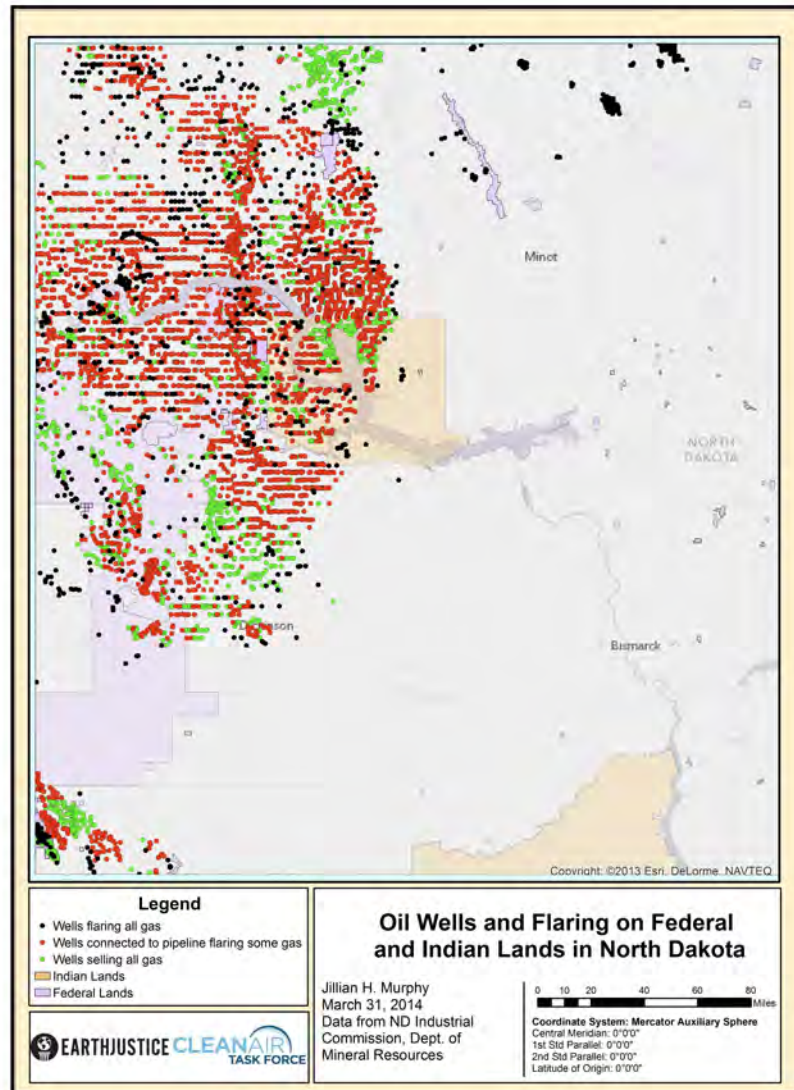 Minot
NORTH
DAKOTA
Bismarck
Copyright: ©2013 Esri, DeLorme, NAVTEQ
Legend
Wells flaring all gas
Wells connected to pipeline flaring some gas
Wells selling all gas
Indian Lands
Federal Lands
EARTHJUSTICE CLEAN AIR
TASK FORCE
Oil Wells and Flaring on Federal
and Indian Lands in North Dakota
Jillian H. Murphy
March 31, 2014
Data from ND Industrial
Commission, Dept. of
Mineral Resources
0 10 20 40 60 80
Miles
Coordinate System: Mercator Auxiliary Sphere
Central Meridian: 0°0'0"
1st Std Parallel: 0°0'0"
2nd Std Parallel: 0°0'0"
Latitude of Origin: 0°0'0"